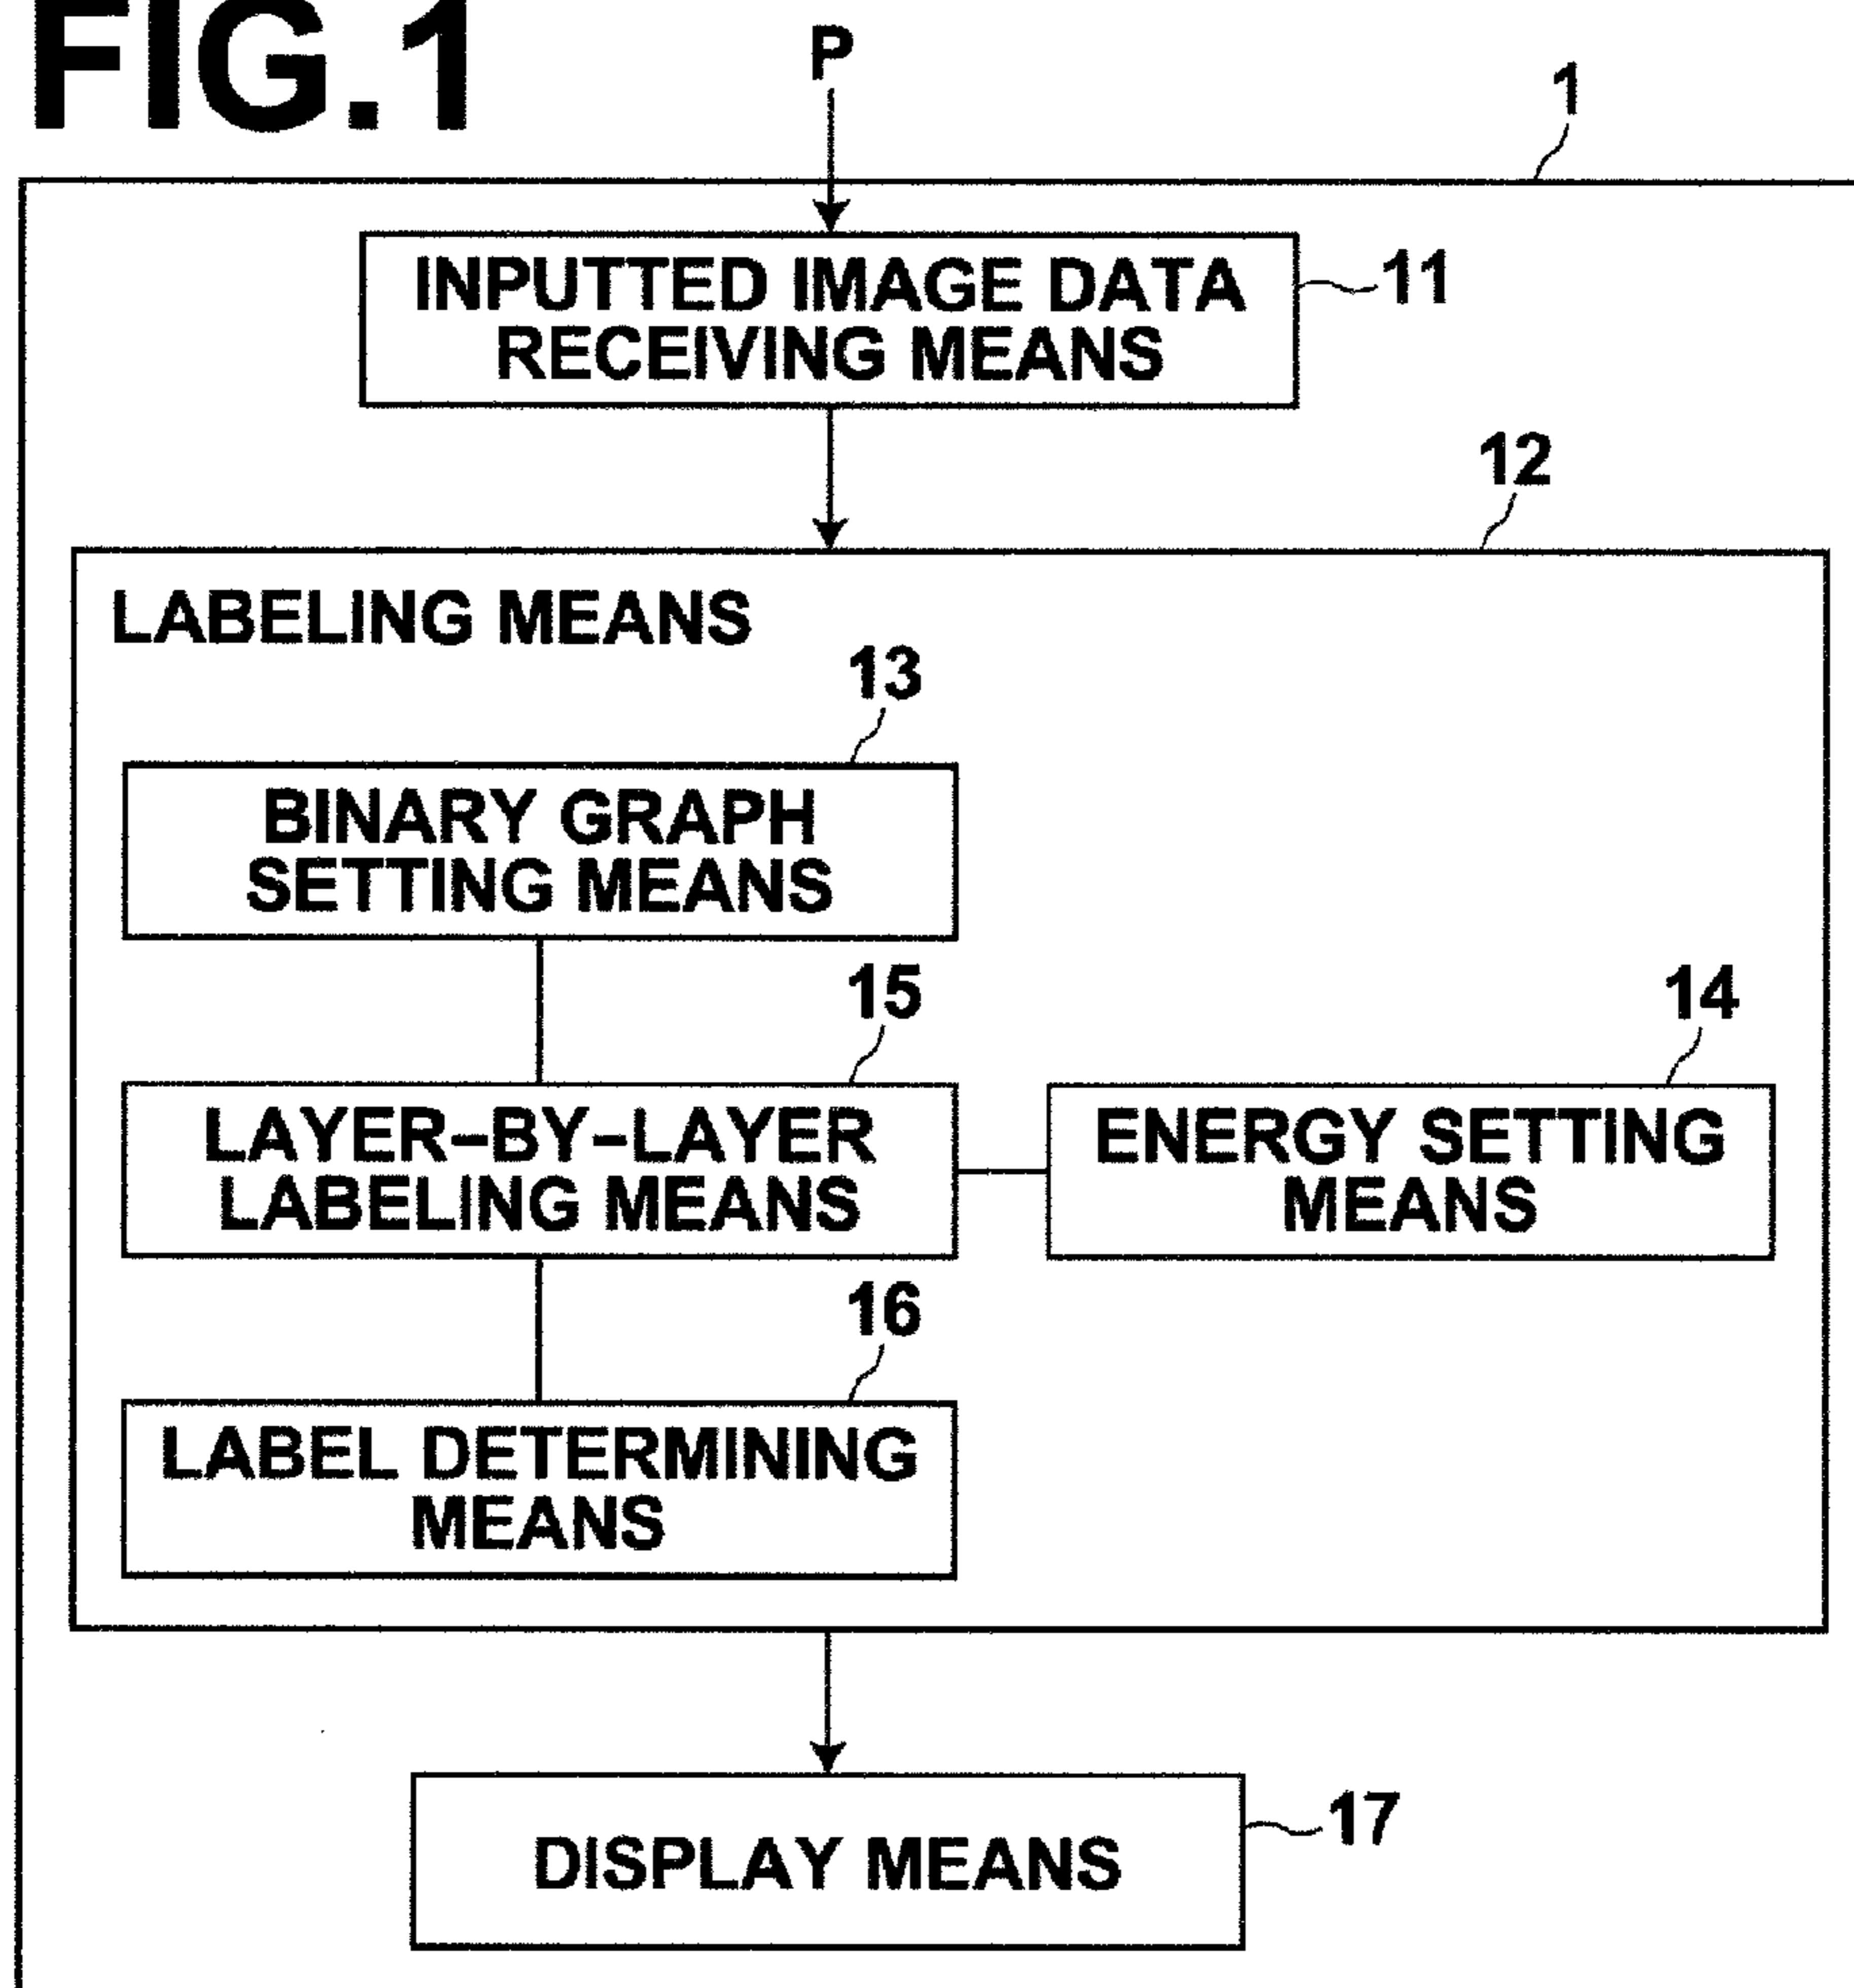 FIG.1
P
1
INPUTTED IMAGE DATA
RECEIVING MEANS
11
12
LABELING MEANS
13
BINARY GRAPH
SETTING MEANS
15
14
LAYER-BY-LAYER
LABELING MEANS
ENERGY SETTING
MEANS
16
LABEL DETERMINING
MEANS
17
DISPLAY MEANS